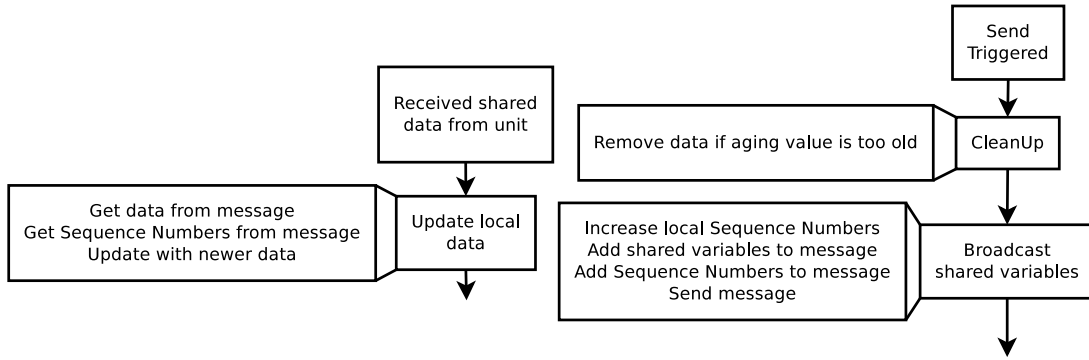 Received shared
data from unit
Get data from message
Get Sequence Numbers from message
Update with newer data
Update local
data
Send
Triggered
Remove data if aging value is too old
CleanUp
Increase local Sequence Numbers
Add shared variables to message
Add Sequence Numbers to message
Send message
Broadcast
shared variables